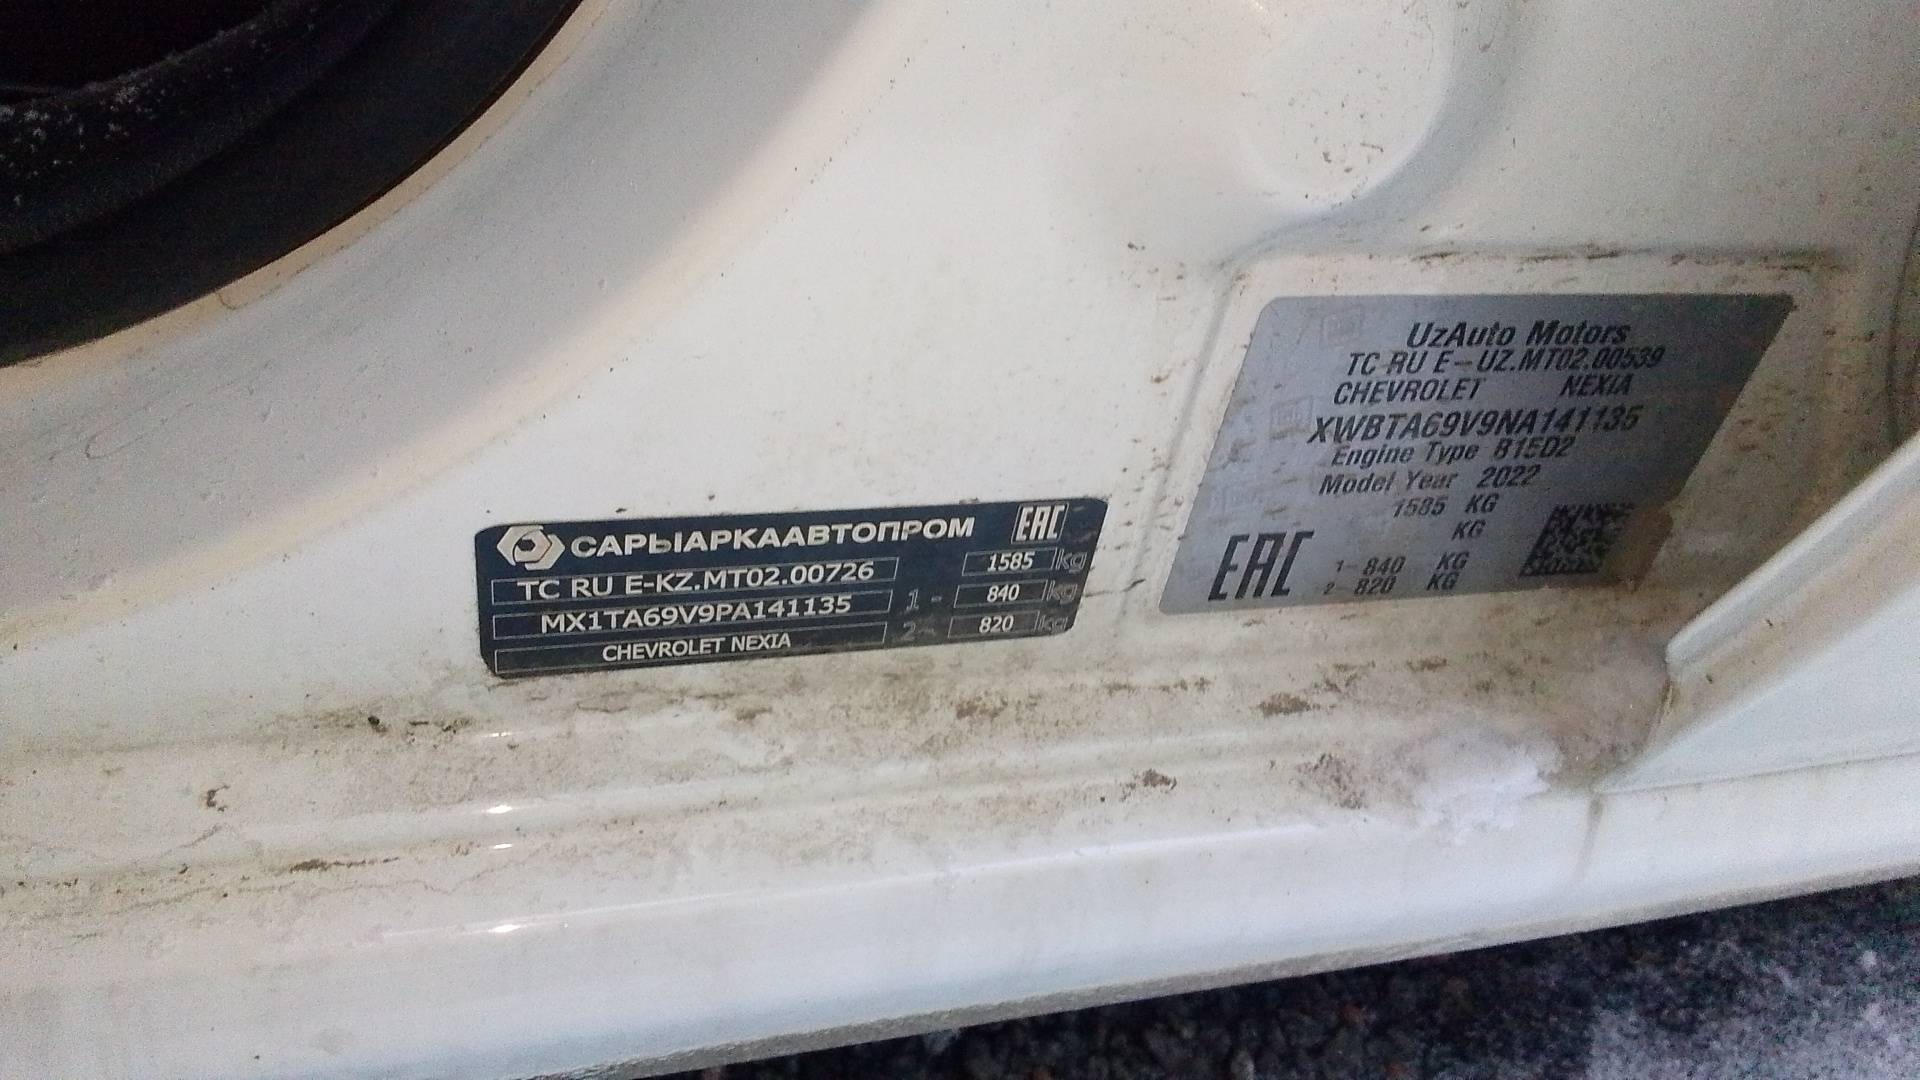 САРЫАРКААВТОПРОМ EAC
TC RU E-KZ.MT02.00726 1585 kg
MX1TA69V9PA141135 1- 840 kg
CHEVROLET NEXIA 2- 820 kg
UzAuto Motors
TC RU E-UZ.MT02.00539
CHEVROLET NEXIA
XWBTA69V9NA141135
Engine Type B15D2
Model Year 2022
1585 KG
KG
EAC 1-840 KG
2-820 KG